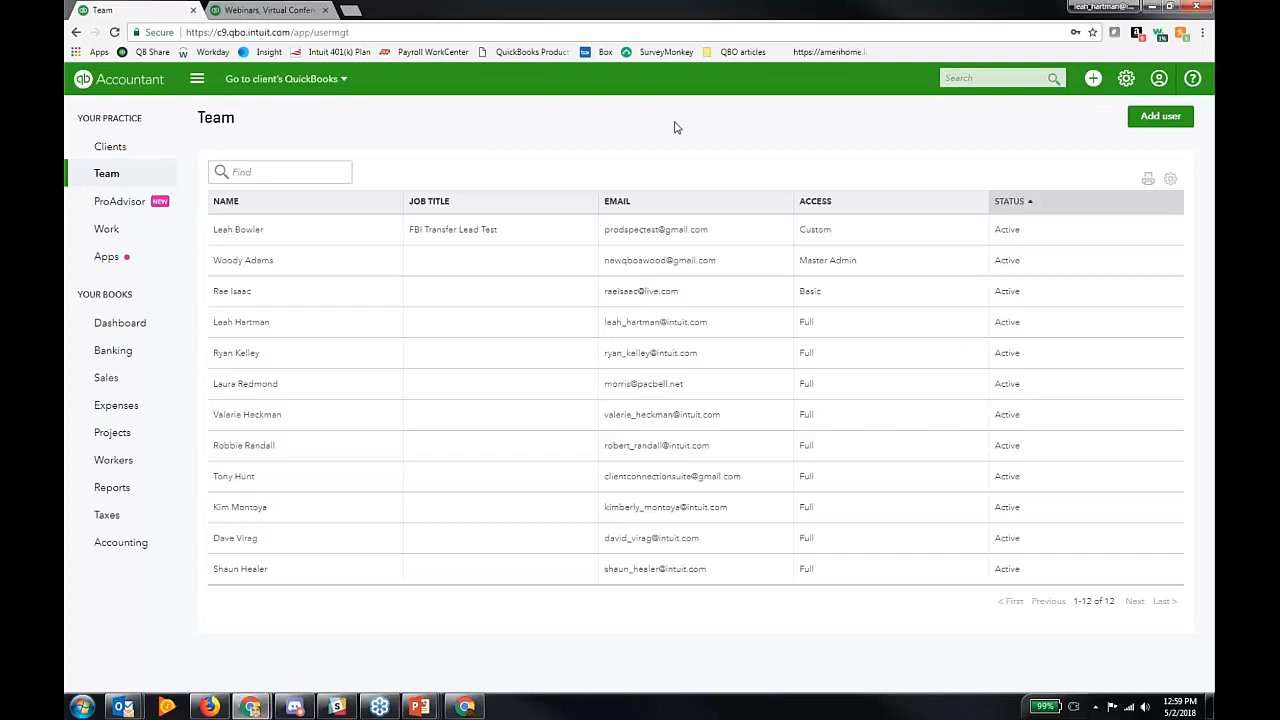 Team
Webinars, Virtual Confer
leah_hartman@i...
Secure
https://c9.qbo.intuit.com/app/usermgt
Apps
QB Share
Workday
Insight
Intuit 401(k) Plan
Payroll WorkCenter
QuickBooks Product
Box
SurveyMonkey
QBO articles
https://amerihome.
qb Accountant
Go to client's QuickBooks
Search
YOUR PRACTICE
Clients
Team
ProAdvisor NEW
Work
Apps
YOUR BOOKS
Dashboard
Banking
Sales
Expenses
Projects
Workers
Reports
Taxes
Accounting
Team
Add user
Find
NAME JOB TITLE EMAIL ACCESS STATUS
Leah Bowler FBI Transfer Lead Test prodspectest@gmail.com Custom Active
Woody Adams newqboawood@gmail.com Master Admin Active
Rae Isaac raeisaac@live.com Basic Active
Leah Hartman leah_hartman@intuit.com Full Active
Ryan Kelley ryan_kelley@intuit.com Full Active
Laura Redmond morris@pacbell.net Full Active
Valerie Heckman valerie_heckman@intuit.com Full Active
Robbie Randall robert_randall@intuit.com Full Active
Tony Hunt clientconnectionsuite@gmail.com Full Active
Kim Montoya kimberly_montoya@intuit.com Full Active
Dave Virag david_virag@intuit.com Full Active
Shaun Healer shaun_healer@intuit.com Full Active
< First Previous 1-12 of 12 Next Last >
99%
12:59 PM
5/2/2018